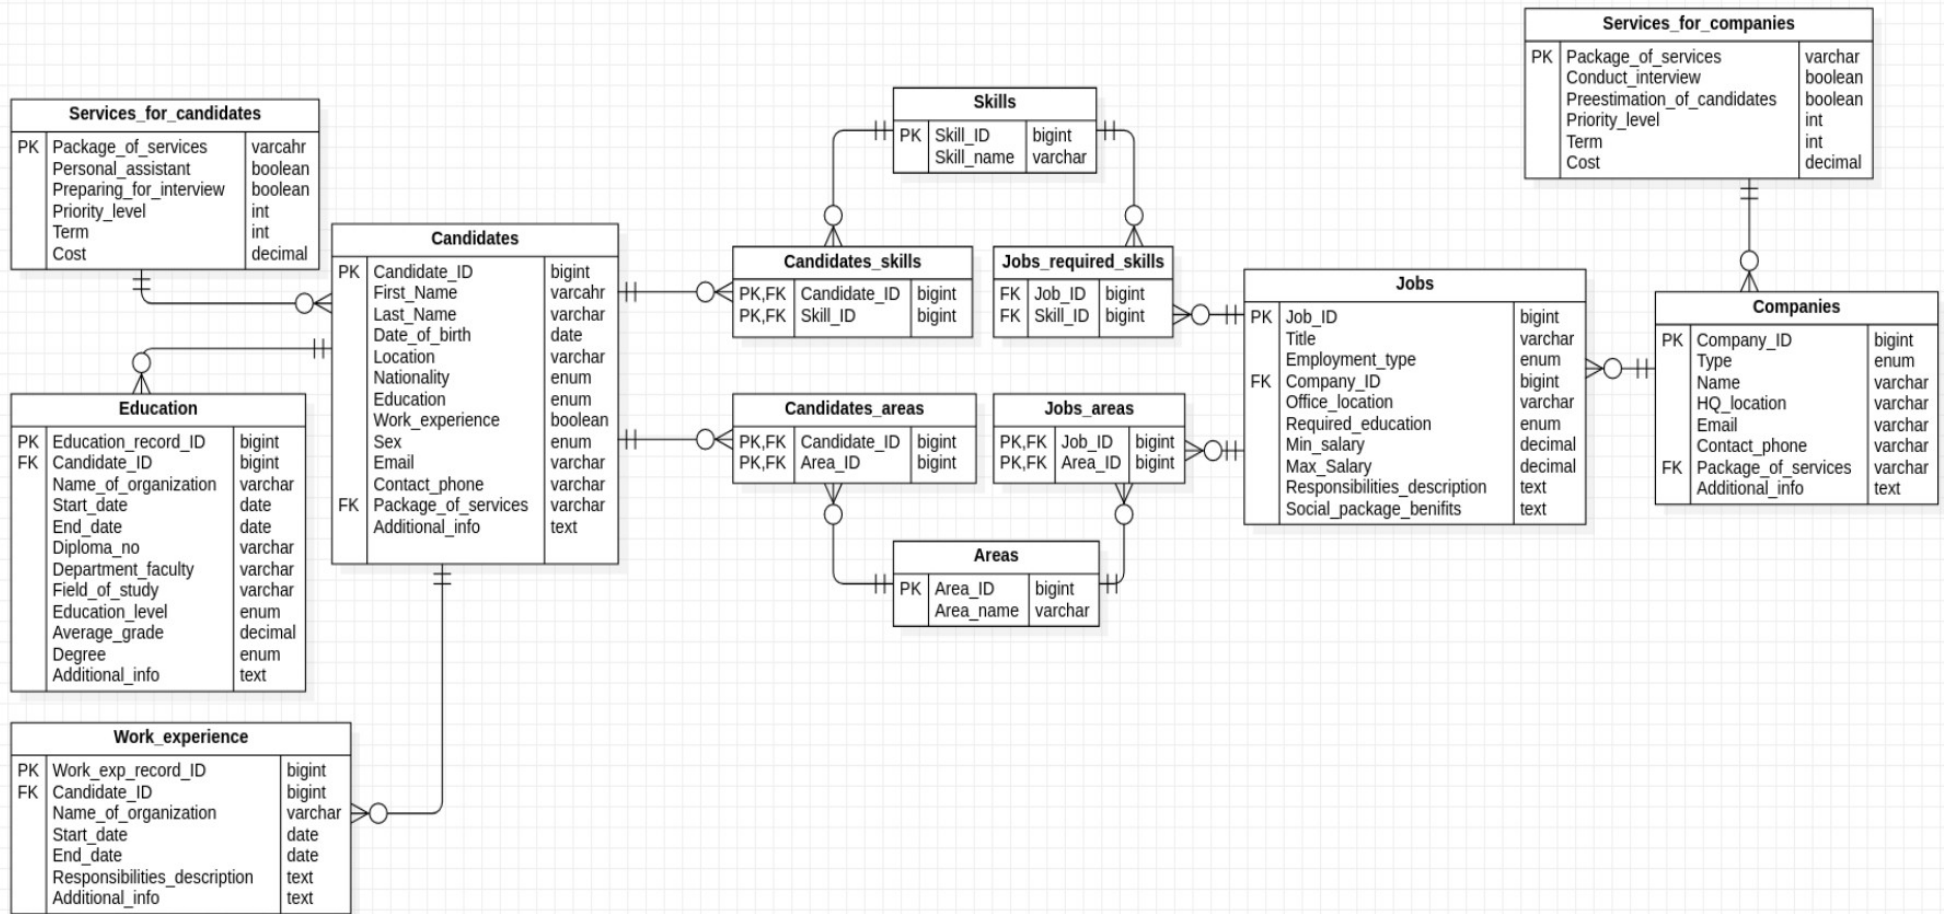 Services_for_companies
PK Package_of_services varchar
Conduct_interview boolean
Preestimation_of_candidates boolean
Priority_level int
Term int
Cost decimal
Services_for_candidates
PK Package_of_services varcahr
Personal_assistant boolean
Preparing_for_interview boolean
Priority_level int
Term int
Cost decimal
Skills
PK Skill_ID bigint
Skill_name varchar
Candidates
PK Candidate_ID bigint
First_Name varcahr
Last_Name varchar
Date_of_birth date
Location varchar
Nationality enum
Education enum
Work_experience boolean
Sex enum
Email varchar
Contact_phone varchar
FK Package_of_services varchar
Additional_info text
Candidates_skills
PK,FK Candidate_ID bigint
PK,FK Skill_ID bigint
Jobs_required_skills
FK Job_ID bigint
FK Skill_ID bigint
Jobs
PK Job_ID bigint
Title varchar
Employment_type enum
FK Company_ID bigint
Office_location varchar
Required_education enum
Min_salary decimal
Max_Salary decimal
Responsibilities_description text
Social_package_benifits text
Companies
PK Company_ID bigint
Type enum
Name varchar
HQ_location varchar
Email varchar
Contact_phone varchar
FK Package_of_services varchar
Additional_info text
Education
PK Education_record_ID bigint
FK Candidate_ID bigint
Name_of_organization varchar
Start_date date
End_date date
Diploma_no varchar
Department_faculty varchar
Field_of_study varchar
Education_level enum
Average_grade decimal
Degree enum
Additional_info text
Candidates_areas
PK,FK Candidate_ID bigint
PK,FK Area_ID bigint
Jobs_areas
PK,FK Job_ID bigint
PK,FK Area_ID bigint
Areas
PK Area_ID bigint
Area_name varchar
Work_experience
PK Work_exp_record_ID bigint
FK Candidate_ID bigint
Name_of_organization varchar
Start_date date
End_date date
Responsibilities_description text
Additional_info text